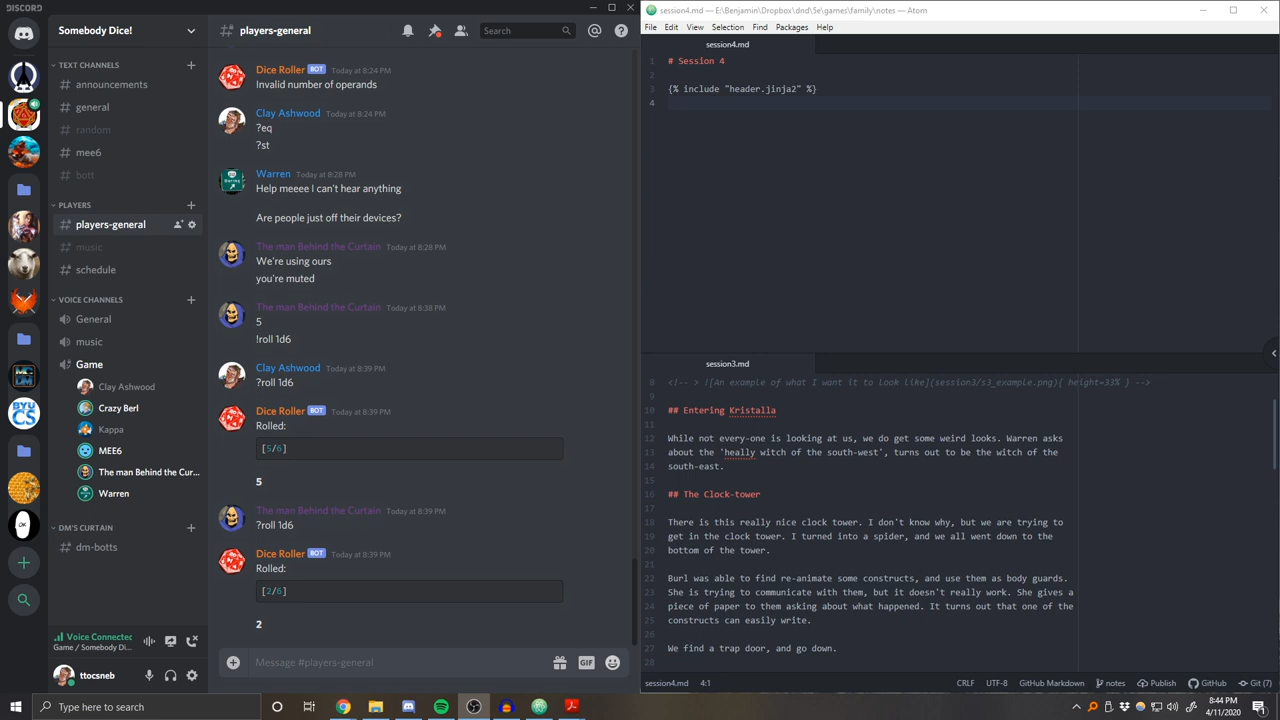 DISCORD
Somebody Dies
TEXT CHANNELS
announcements
general
random
mee6
bott
PLAYERS
players-general
music
schedule
VOICE CHANNELS
General
music
Game
Clay Ashwood
Crazy Berl
Kappa
MEE6
The man Behind the Cur...
Warren
DM'S CURTAIN
dm-botts
Voice Connected
Game / Somebody Di...
ttocsneb
players-general
Search
Dice Roller BOT Today at 8:24 PM
Invalid number of operands
Clay Ashwood Today at 8:24 PM
?eq
?st
Warren Today at 8:28 PM
Help meeee I can't hear anything
Are people just off their devices?
The man Behind the Curtain Today at 8:28 PM
We're using ours
you're muted
The man Behind the Curtain Today at 8:38 PM
5
!roll 1d6
Clay Ashwood Today at 8:39 PM
?roll 1d6
Dice Roller BOT Today at 8:39 PM
Rolled:
[5/6]
5
The man Behind the Curtain Today at 8:39 PM
?roll 1d6
Dice Roller BOT Today at 8:39 PM
Rolled:
[2/6]
2
Message #players-general
GIF
session4.md — E:\Benjamin\Dropbox\dnd\5e\games\family\notes — Atom
File Edit View Selection Find Packages Help
session4.md
1 # Session 4
2
3 {% include "header.jinja2" %}
4
session3.md
8 <!-- > ![An example of what I want it to look like](session3/s3_example.png){ height=33% } -->
9
10 ## Entering Kristalla
11
12 While not every-one is looking at us, we do get some weird looks. Warren asks
13 about the 'heally witch of the south-west', turns out to be the witch of the
14 south-east.
15
16 ## The Clock-tower
17
18 There is this really nice clock tower. I don't know why, but we are trying to
19 get in the clock tower. I turned into a spider, and we all went down to the
20 bottom of the tower.
21
22 Burl was able to find re-animate some constructs, and use them as body guards.
23 She is trying to communicate with them, but it doesn't really work. She gives a
24 piece of paper to them asking about what happened. It turns out that one of the
25 constructs can easily write.
26
27 We find a trap door, and go down.
28
session4.md 4:1 CRLF UTF-8 GitHub Markdown notes Publish GitHub Git (7)
Type here to search
8:44 PM
4/11/2020